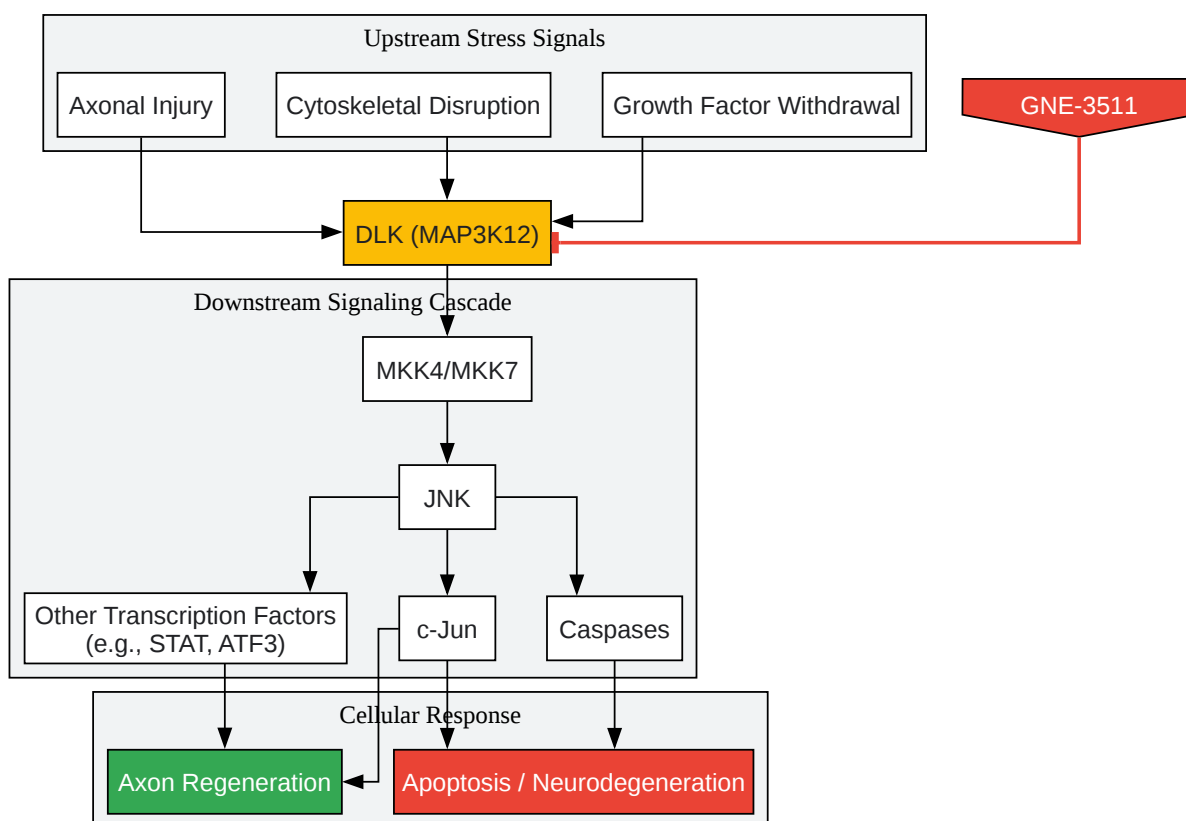 Upstream Stress Signals
Axonal Injury
Cytoskeletal Disruption
Growth Factor Withdrawal
GNE-3511
DLK (MAP3K12)
Downstream Signaling Cascade
MKK4/MKK7
JNK
Other Transcription Factors
(e.g., STAT, ATF3)
c-Jun
Caspases
Cellular Response
Axon Regeneration
Apoptosis / Neurodegeneration